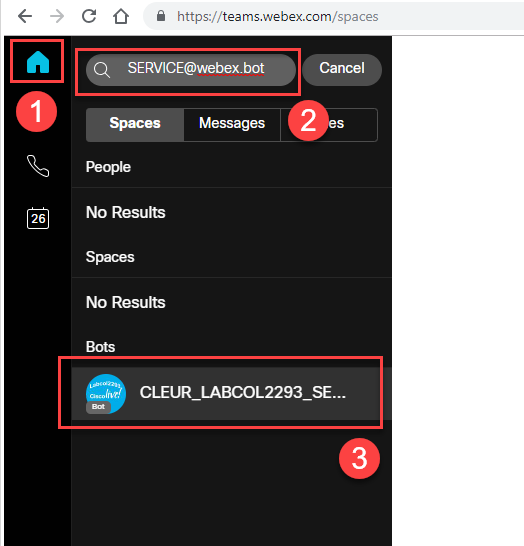 https://teams.webex.com/spaces
SERVICE@webex.bot
Cancel
1
2
Spaces
Messages
es
People
26
No Results
Spaces
No Results
Bots
Labcol2293
Cisco live!
Bot
CLEUR_LABCOL2293_SE...
3